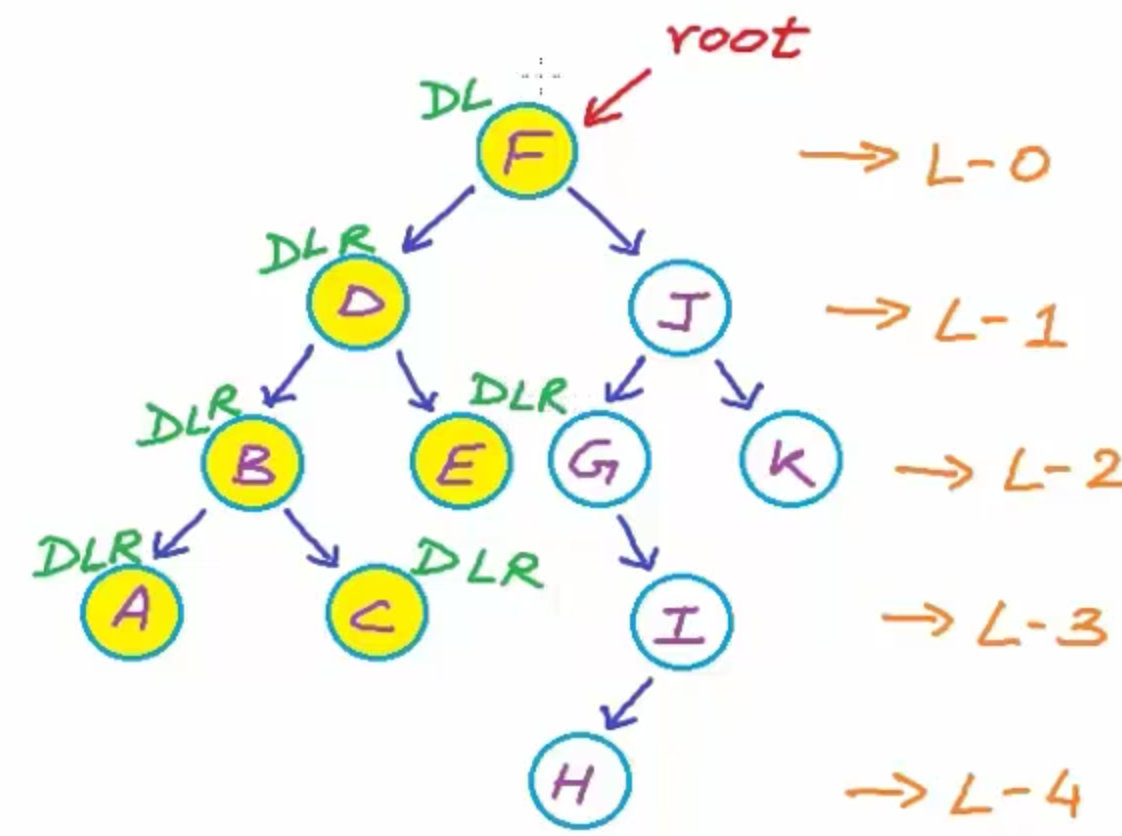 root
DL
F
→ L-0
DLR
D
J
→ L-1
DLR
B
E
DLR
G
K
→ L-2
DLR
A
C
DLR
I
→ L-3
H
→ L-4